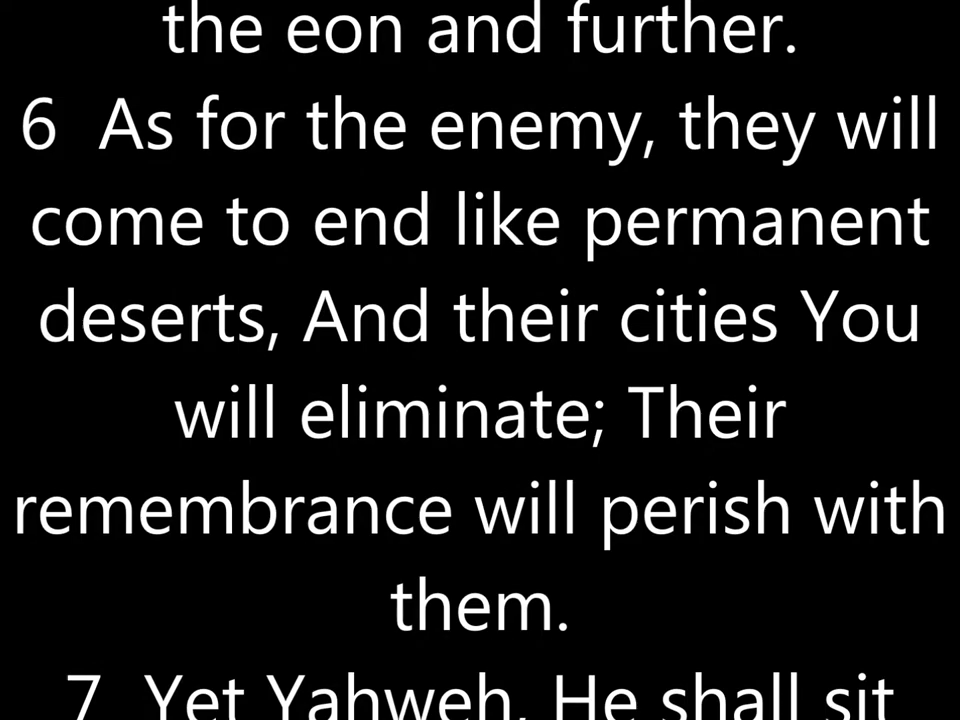 the eon and further.
6 As for the enemy, they will
come to end like permanent
deserts, And their cities You
will eliminate; Their
remembrance will perish with
them.
7 Yet Yahweh, He shall sit